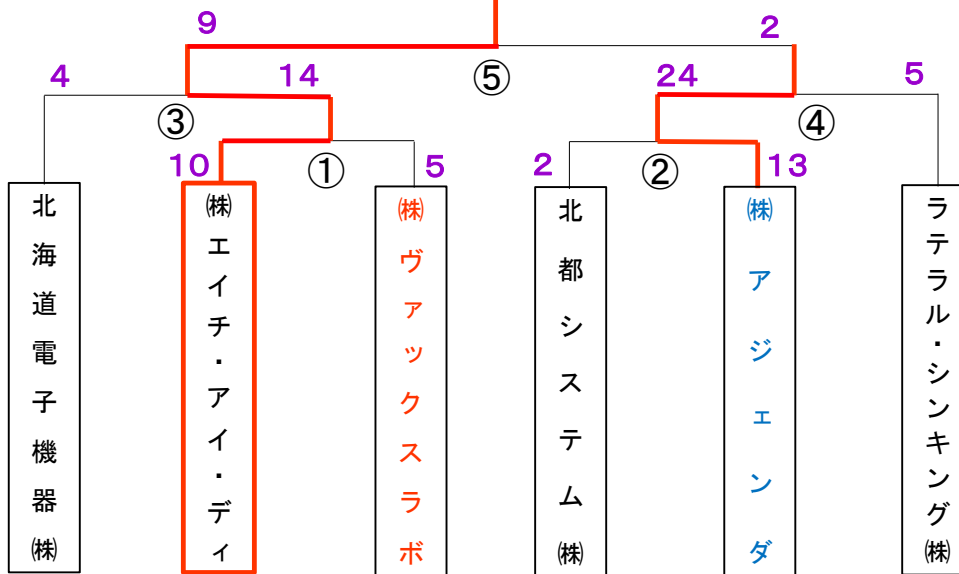 9
2
4
14
⑤
24
5
③
④
10
①
5
2
②
13
北海道電子機器㈱
㈱エイチ・アイ・ディ
㈱ヴァックスラボ
北都システム㈱
㈱アジェンダ
ラテラル・シンキング㈱